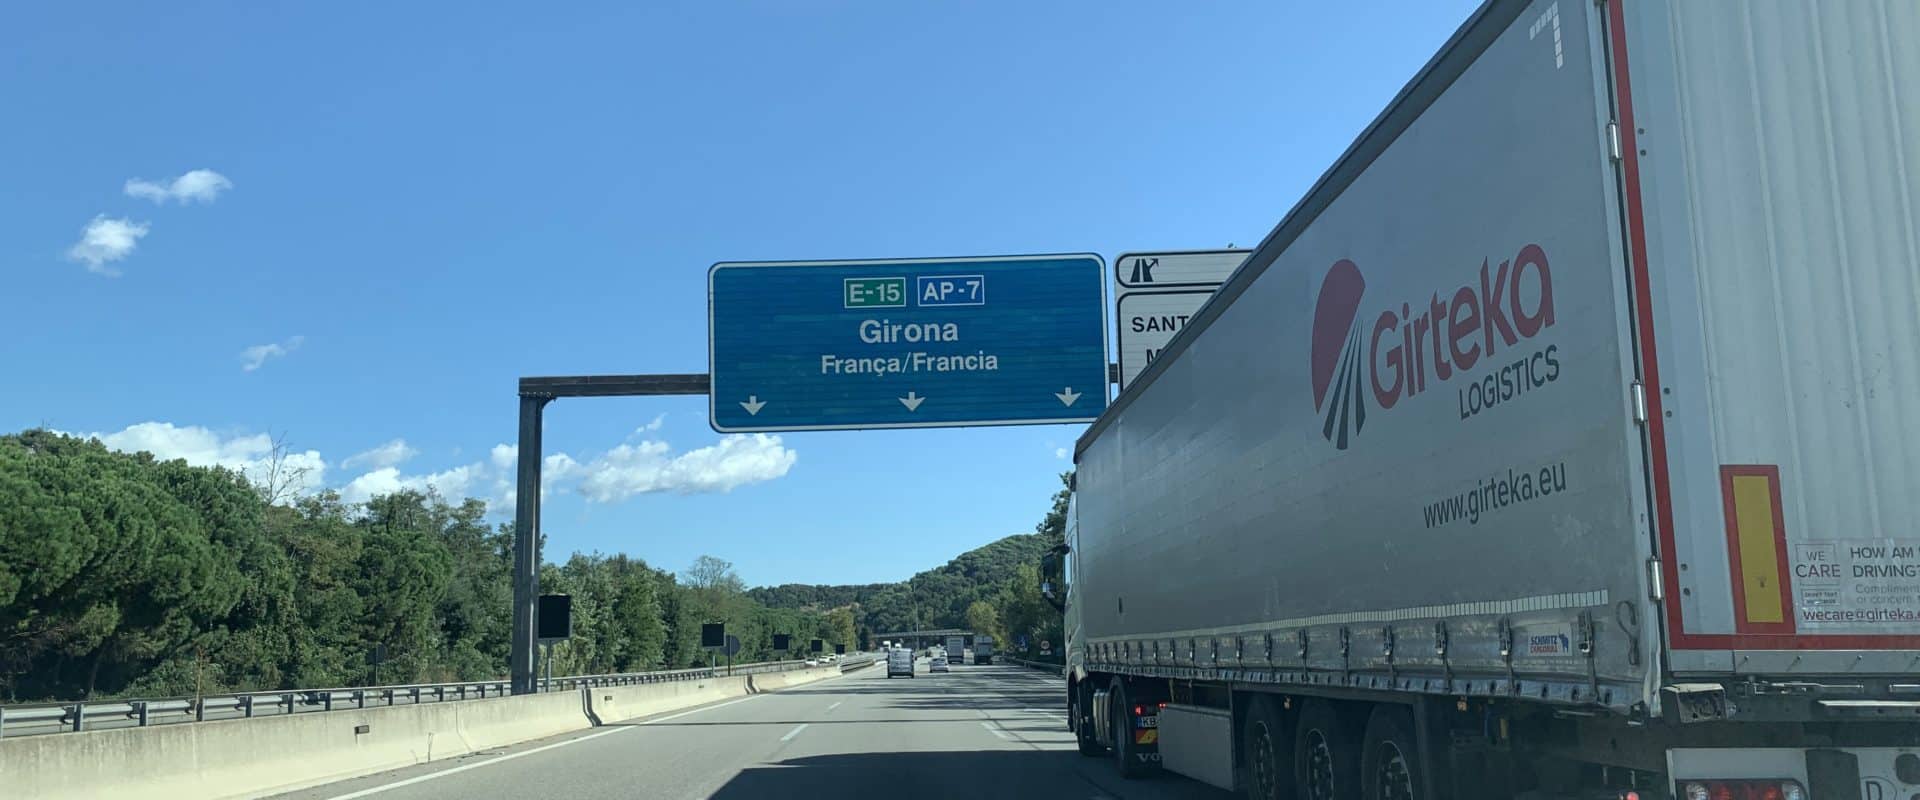 E-15 AP-7
Girona
França/Francia
SANT
Girteka
LOGISTICS
www.girteka.eu
WE
CARE
HOW AM
DRIVING?
wecare@girteka.
SCHMITZ
CARGOBULL
VO
D